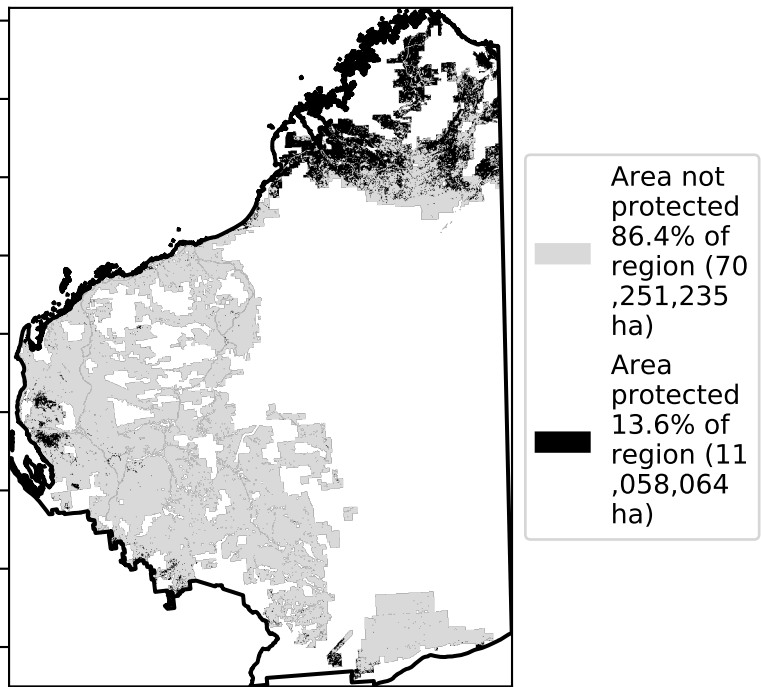 Area not
protected
86.4% of
region (70
,251,235
ha)
Area
protected
13.6% of
region (11
,058,064
ha)